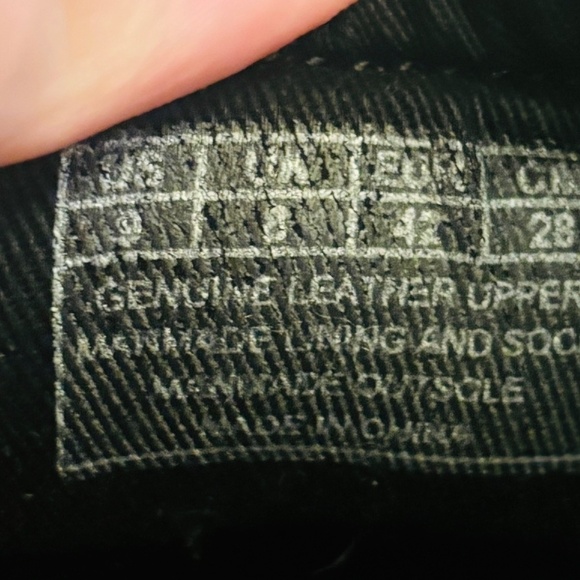 US UK EUR CM
9 8 42 28
GENUINE LEATHER UPPER
MANMADE LINING AND SOC
MANMADE OUTSOLE
MADE IN CHINA